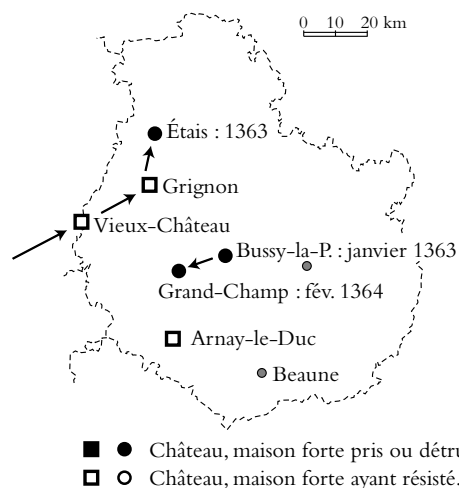 0 10 20 km
Étais : 1363
Grignon
Vieux-Château
Bussy-la-P. : janvier 1363
Grand-Champ : fév. 1364
Arnay-le-Duc
Beaune
Château, maison forte pris ou détru
Château, maison forte ayant résisté.